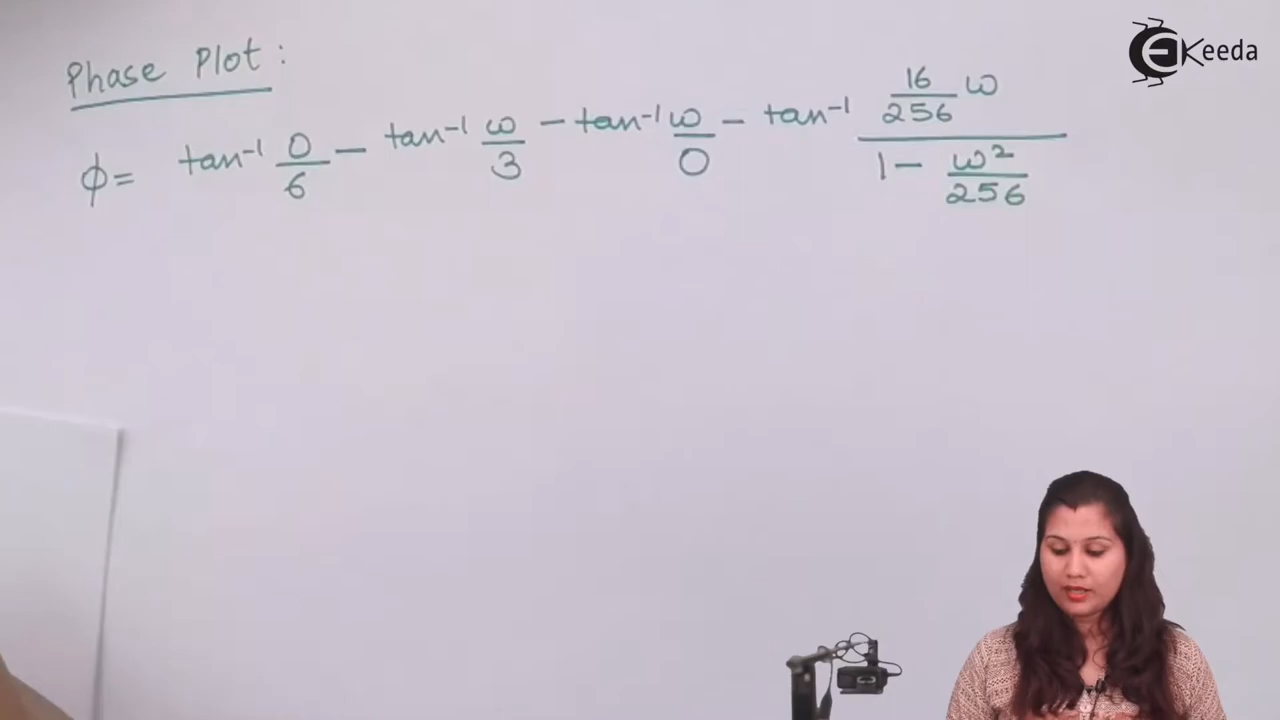 Phase Plot:
ϕ= tan⁻¹ 0/6 − tan⁻¹ ω/3 − tan⁻¹ ω/0 − tan⁻¹ (16/256 ω)/(1 − ω²/256)
EKeeda